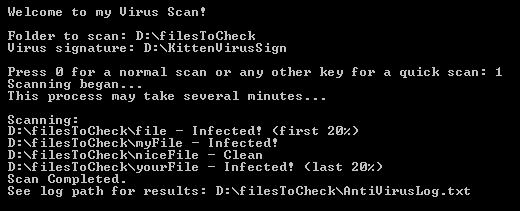 Welcome to my Virus Scan!
Folder to scan: D:\filesToCheck
Virus signature: D:\KittenVirusSign
Press 0 for a normal scan or any other key for a quick scan: 1
Scanning began...
This process may take several minutes...
Scanning:
D:\filesToCheck\file - Infected! (first 20%)
D:\filesToCheck\myFile - Infected!
D:\filesToCheck\niceFile - Clean
D:\filesToCheck\yourFile - Infected! (last 20%)
Scan Completed.
See log path for results: D:\filesToCheck\AntiVirusLog.txt